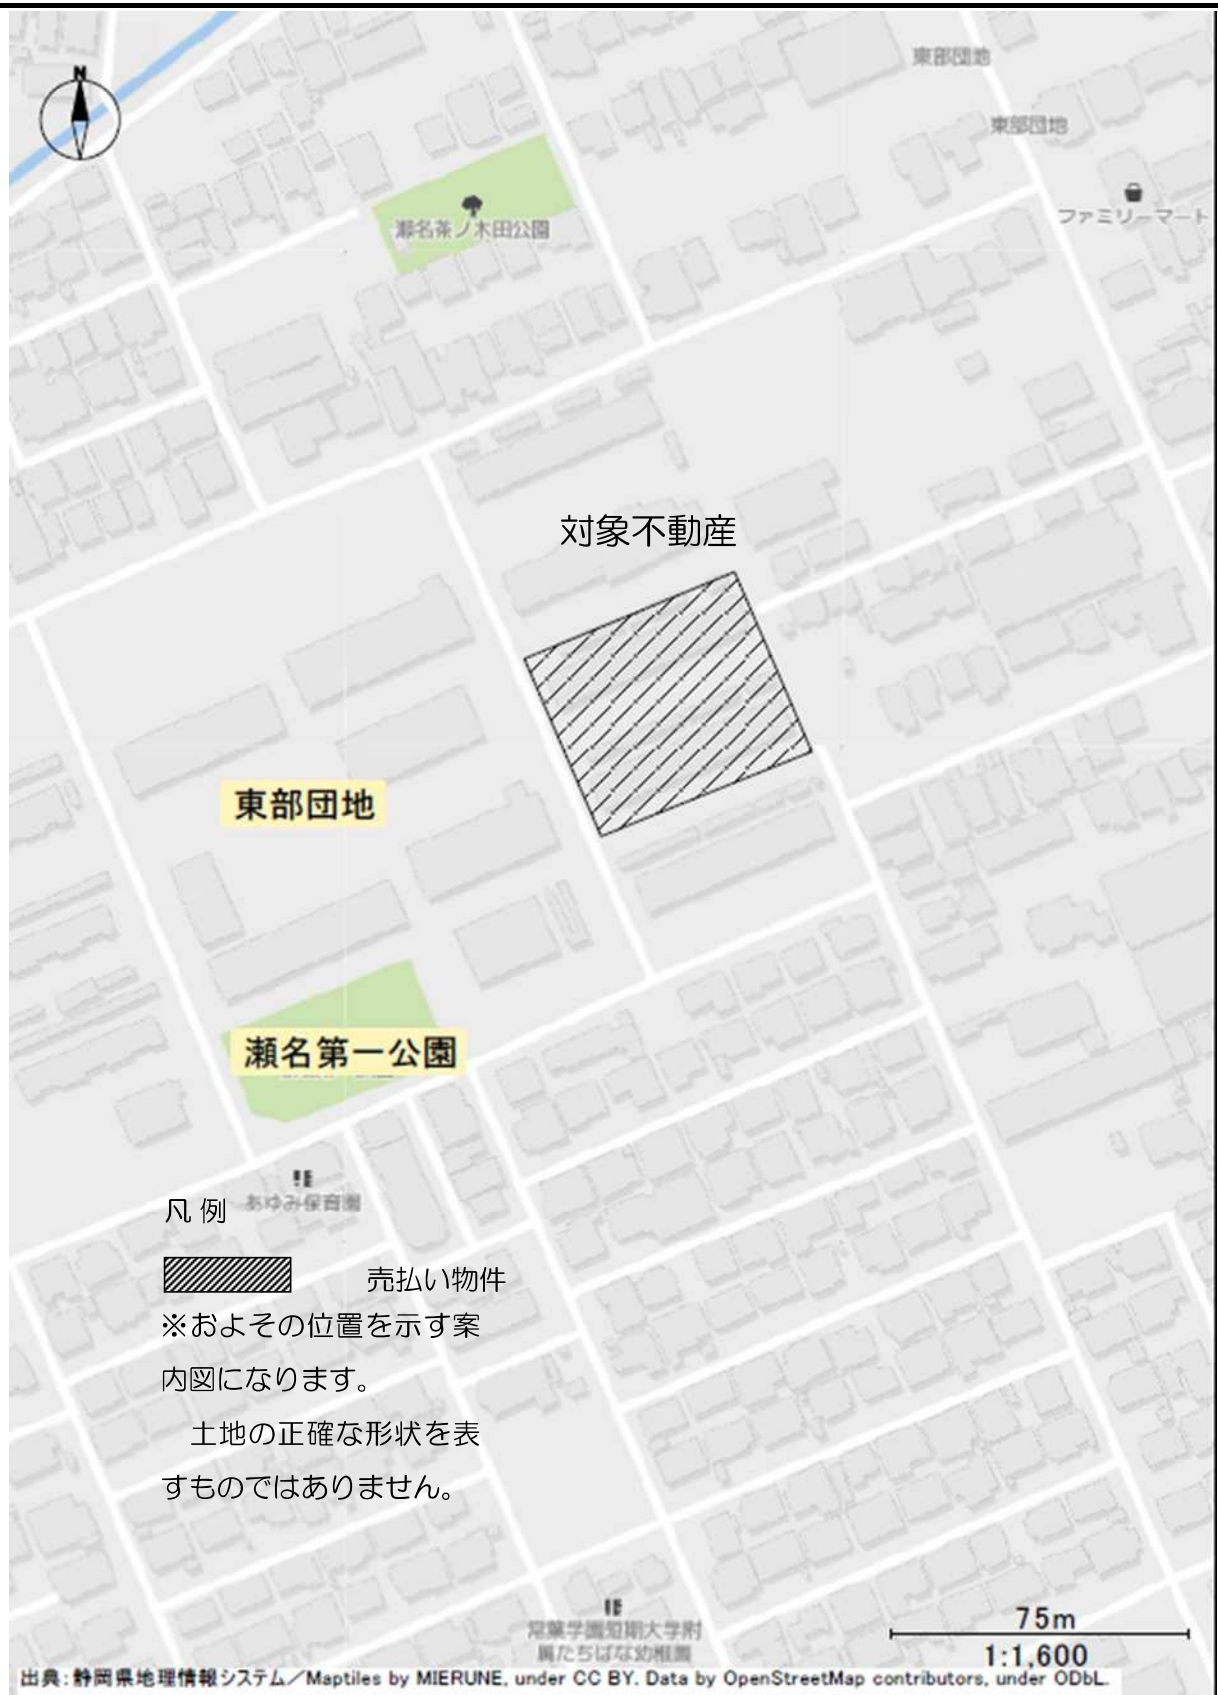 N
東部団地
東部団地
ファミリーマート
瀬名茶ノ木田公園
対象不動産
東部団地
瀬名第一公園
あゆみ保育園
凡 例
売払い物件
※およその位置を示す案
内図になります。
土地の正確な形状を表
すものではありません。
常葉学園短期大学附
属たちばな幼稚園
75m
1:1,600
出典:静岡県地理情報システム/Maptiles by MIERUNE, under CC BY. Data by OpenStreetMap contributors, under ODbL.